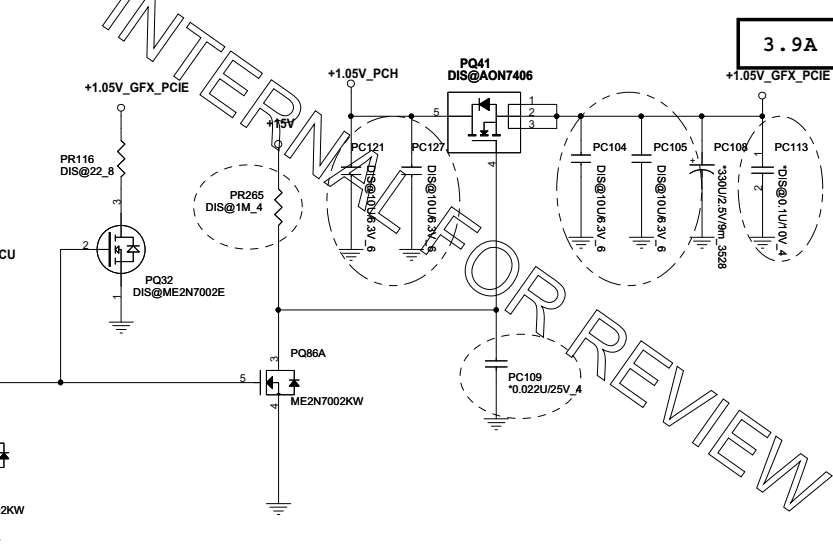 INTERNAL FOR REVIEW
3.9A
+1.05V_GFX_PCIE
PR116
DIS@22_8
3
2
1
PQ32
DIS@ME2N7002E
CU
+15V
PR265
DIS@1M_4
+1.05V_PCH
PC121
DIS@10U/6.3V_6
PC127
DIS@10U/6.3V_6
PQ41
DIS@AON7406
5
1
2
3
4
PC104
DIS@10U/6.3V_6
PC105
DIS@10U/6.3V_6
PC108
+
*330U/2.5V/9m_3528
+1.05V_GFX_PCIE
PC113
1
2
*DIS@0.1U/10V_4
3
PQ86A
5
4
ME2N7002KW
PC109
*0.022U/25V_4
2KW